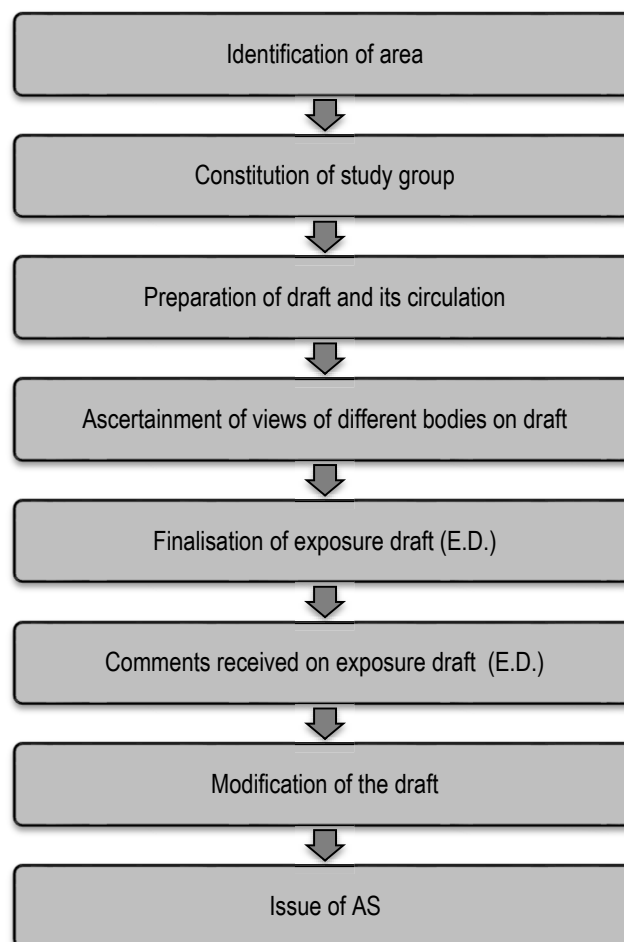 Identification of area
Constitution of study group
Preparation of draft and its circulation
Ascertainment of views of different bodies on draft
Finalisation of exposure draft (E.D.)
Comments received on exposure draft (E.D.)
Modification of the draft
Issue of AS